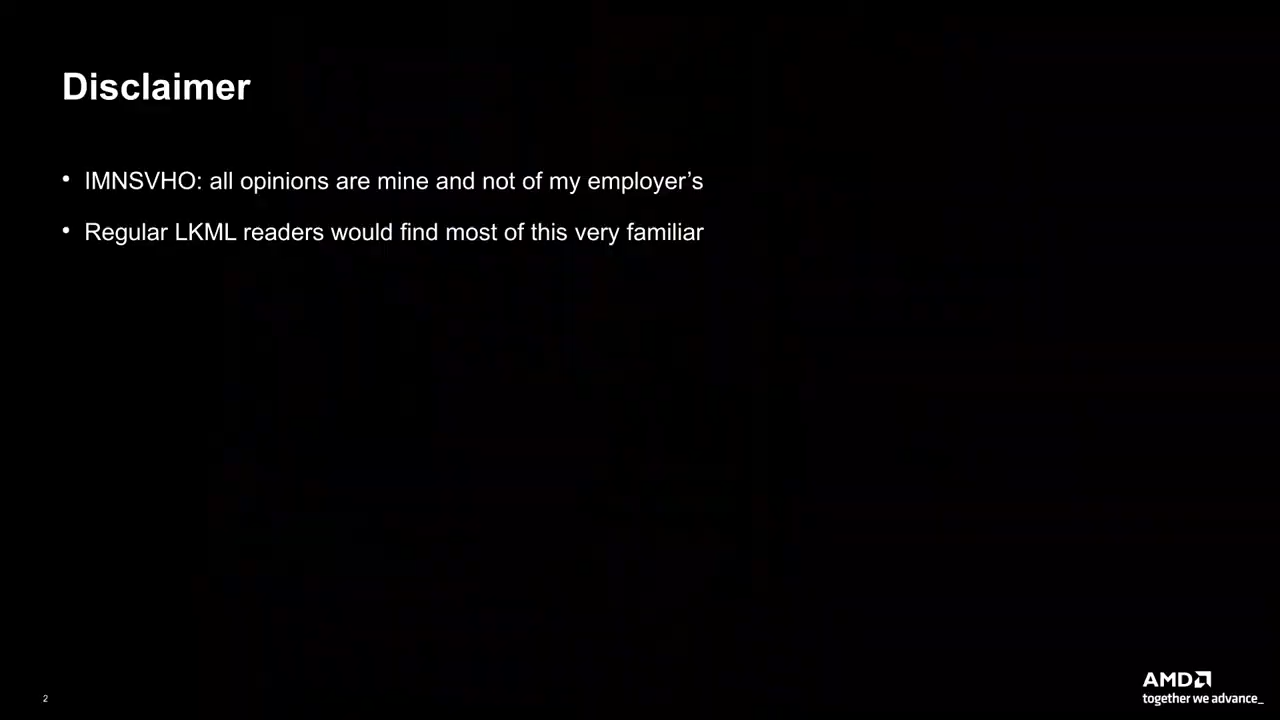 Disclaimer
• IMNSVHO: all opinions are mine and not of my employer’s
• Regular LKML readers would find most of this very familiar
2
AMD
together we advance_